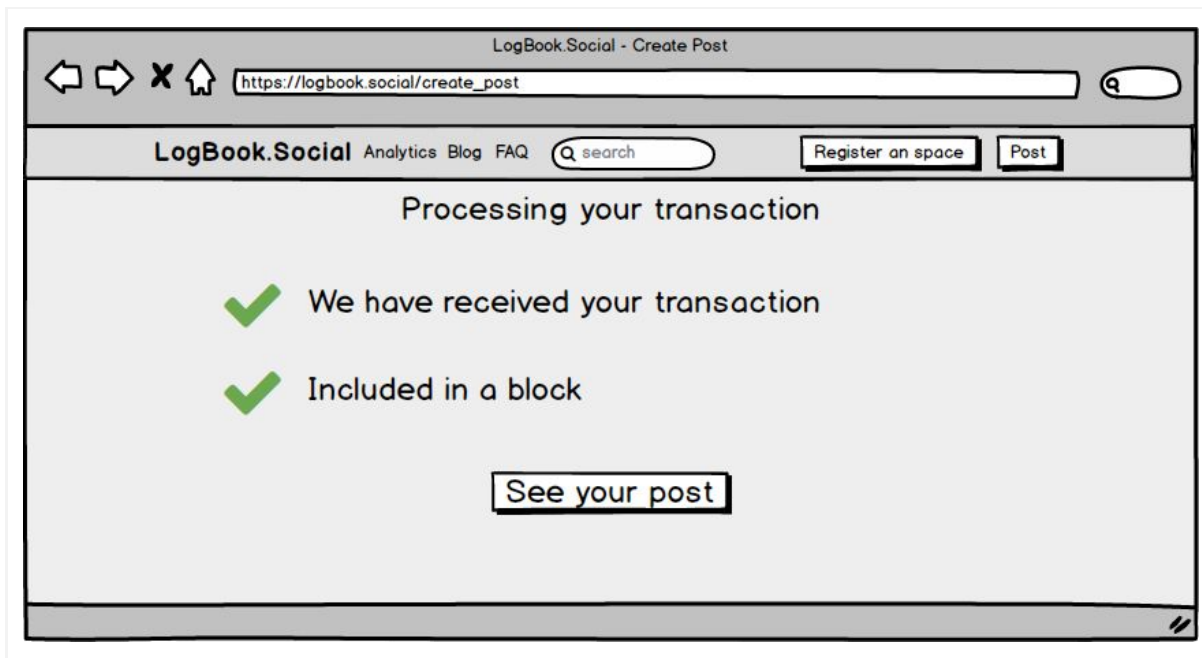 LogBook.Social - Create Post
https://logbook.social/create_post
LogBook.Social Analytics Blog FAQ search Register an space Post
Processing your transaction
We have received your transaction
Included in a block
See your post